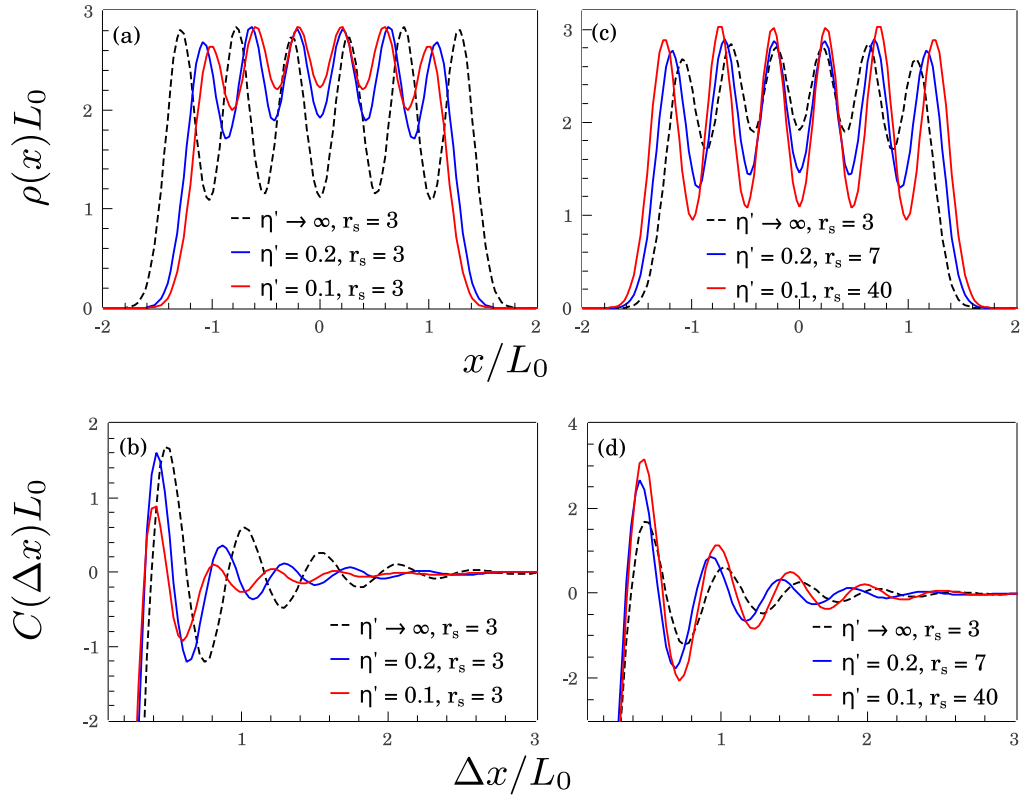 (a)
ρ(x)L₀
3
2
1
0
η' → ∞, rₛ = 3
η' = 0.2, rₛ = 3
η' = 0.1, rₛ = 3
-2
-1
0
1
2
(c)
3
2
1
0
η' → ∞, rₛ = 3
η' = 0.2, rₛ = 7
η' = 0.1, rₛ = 40
-2
-1
0
1
2
x/L₀
(b)
C(Δx)L₀
2
1
0
-1
-2
η' → ∞, rₛ = 3
η' = 0.2, rₛ = 3
η' = 0.1, rₛ = 3
1
2
3
(d)
4
2
0
-2
η' → ∞, rₛ = 3
η' = 0.2, rₛ = 7
η' = 0.1, rₛ = 40
1
2
3
Δx/L₀